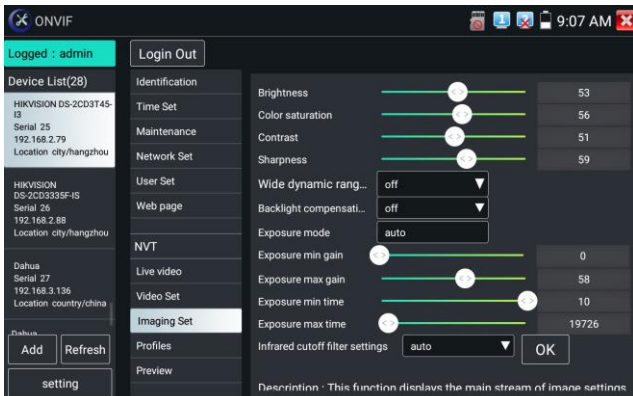 ONVIF
9:07 AM
Logged : admin
Login Out
Device List(28)
HIKVISION DS-2CD3T45-
I3
Serial 25
192.168.2.79
Location city/hangzhou
HIKVISION
DS-2CD3335F-IS
Serial 26
192.168.2.88
Location city/hangzhou
Dahua
Serial 27
192.168.3.136
Location country/china
Dahua
Add
Refresh
setting
Identification
Time Set
Maintenance
Network Set
User Set
Web page
NVT
Live video
Video Set
Imaging Set
Profiles
Preview
Brightness 53
Color saturation 56
Contrast 51
Sharpness 59
Wide dynamic rang... off
Backlight compensati... off
Exposure mode auto
Exposure min gain 0
Exposure max gain 58
Exposure min time 10
Exposure max time 19726
Infrared cutoff filter settings auto OK
Description : This function displays the main stream of image settings